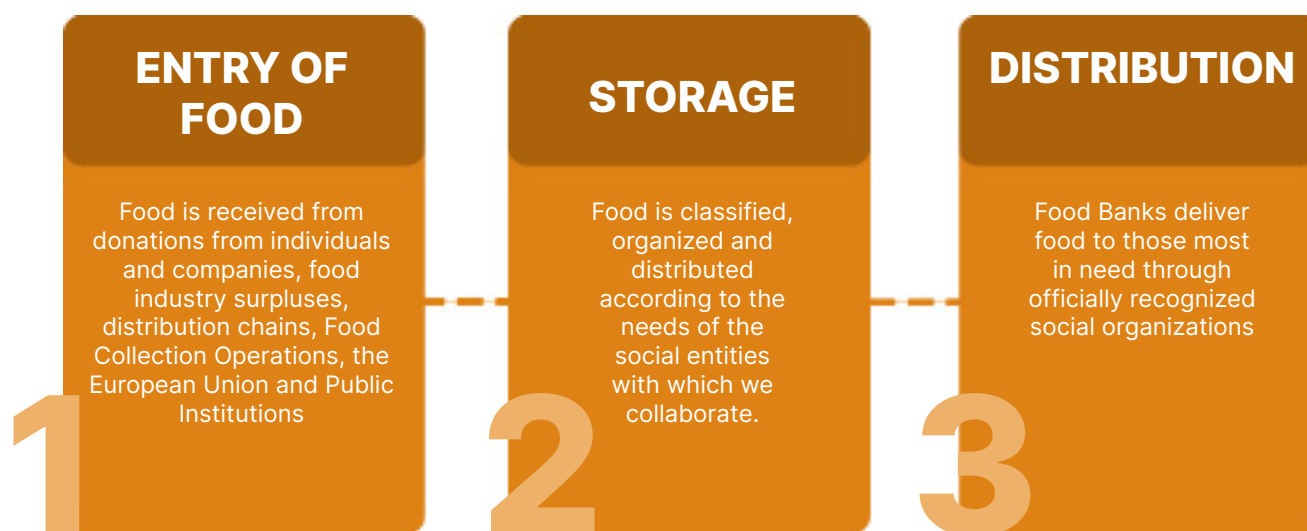 ENTRY OF
FOOD
Food is received from
donations from individuals
and companies, food
industry surpluses,
distribution chains, Food
Collection Operations, the
European Union and Public
Institutions
1
STORAGE
Food is classified,
organized and
distributed
according to the
needs of the
social entities
with which we
collaborate.
2
DISTRIBUTION
Food Banks deliver
food to those most
in need through
officially recognized
social organizations
3